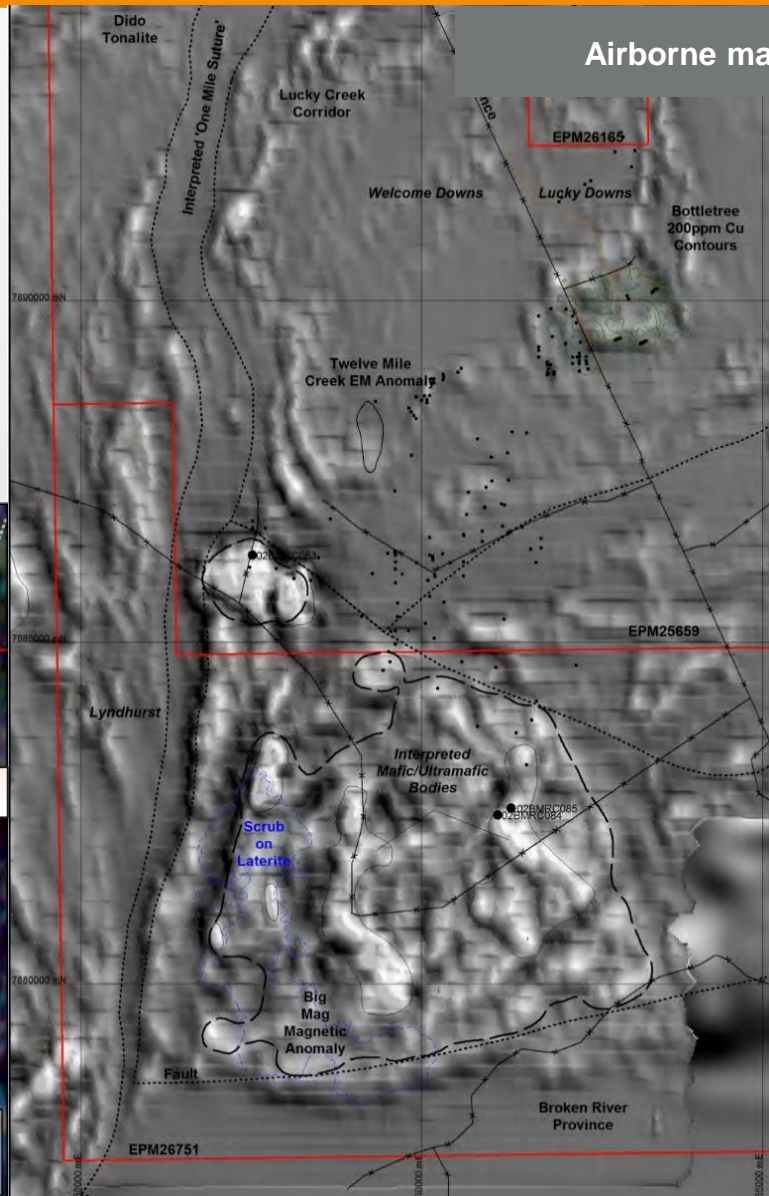 Airborne ma
Dido
Tonalite
Interpreted 'One Mile Suture'
Lucky Creek
Corridor
EPM26165
Welcome Downs
Lucky Downs
Bottletree
200ppm Cu
Contours
7890000 mN
Twelve Mile
Creek EM Anomaly
02BMRC083
EPM25659
7885000 mN
Lyndhurst
Interpreted
Mafic/Ultramafic
Bodies
02BMRC085
02BMRC084
Scrub
on
Laterite
7880000 mN
Big
Mag
Magnetic
Anomaly
Fault
Broken River
Province
EPM26751